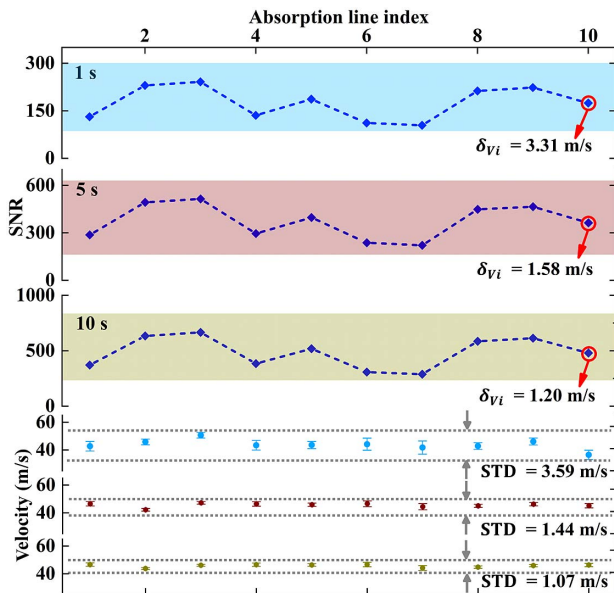 Absorption line index
2 4 6 8 10
300
1 s
150
δVi = 3.31 m/s
0
600
5 s
SNR
300
δVi = 1.58 m/s
0
1000
10 s
500
δVi = 1.20 m/s
0
60
40
STD = 3.59 m/s
Velocity (m/s)
60
40
STD = 1.44 m/s
60
40
STD = 1.07 m/s